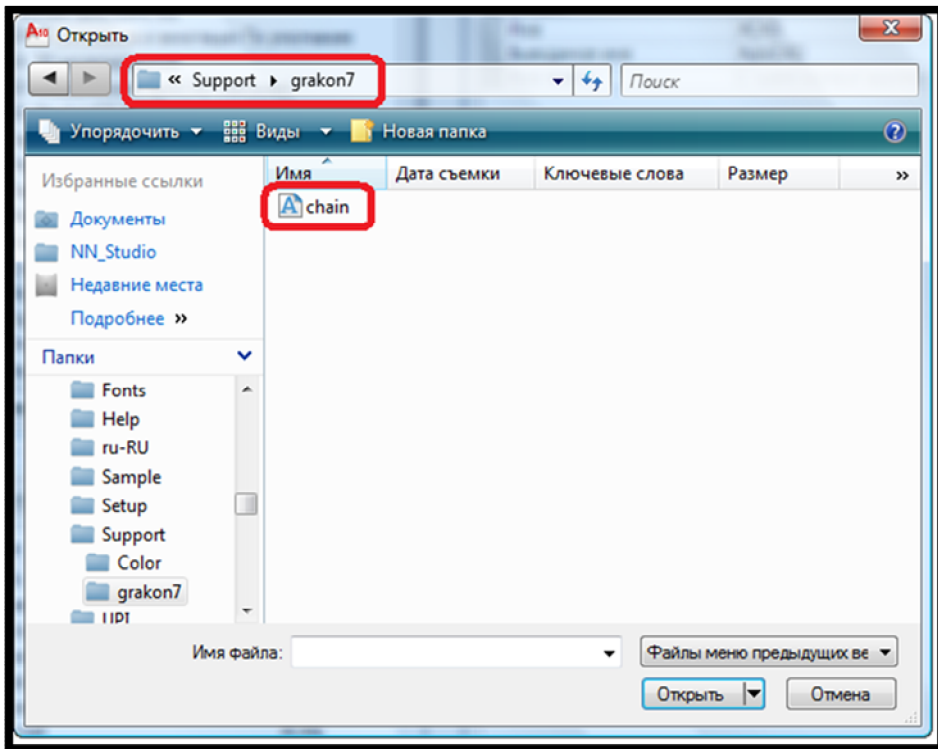 A10 Открыть
« Support ▸ grakon7
Поиск
Упорядочить Виды Новая папка
Избранные ссылки
Документы
NN_Studio
Недавние места
Подробнее »
Папки
Fonts
Help
ru-RU
Sample
Setup
Support
Color
grakon7
UPI
Имя Дата съемки Ключевые слова Размер »
chain
Имя файла:
Файлы меню предыдущих ве
Открыть Отмена